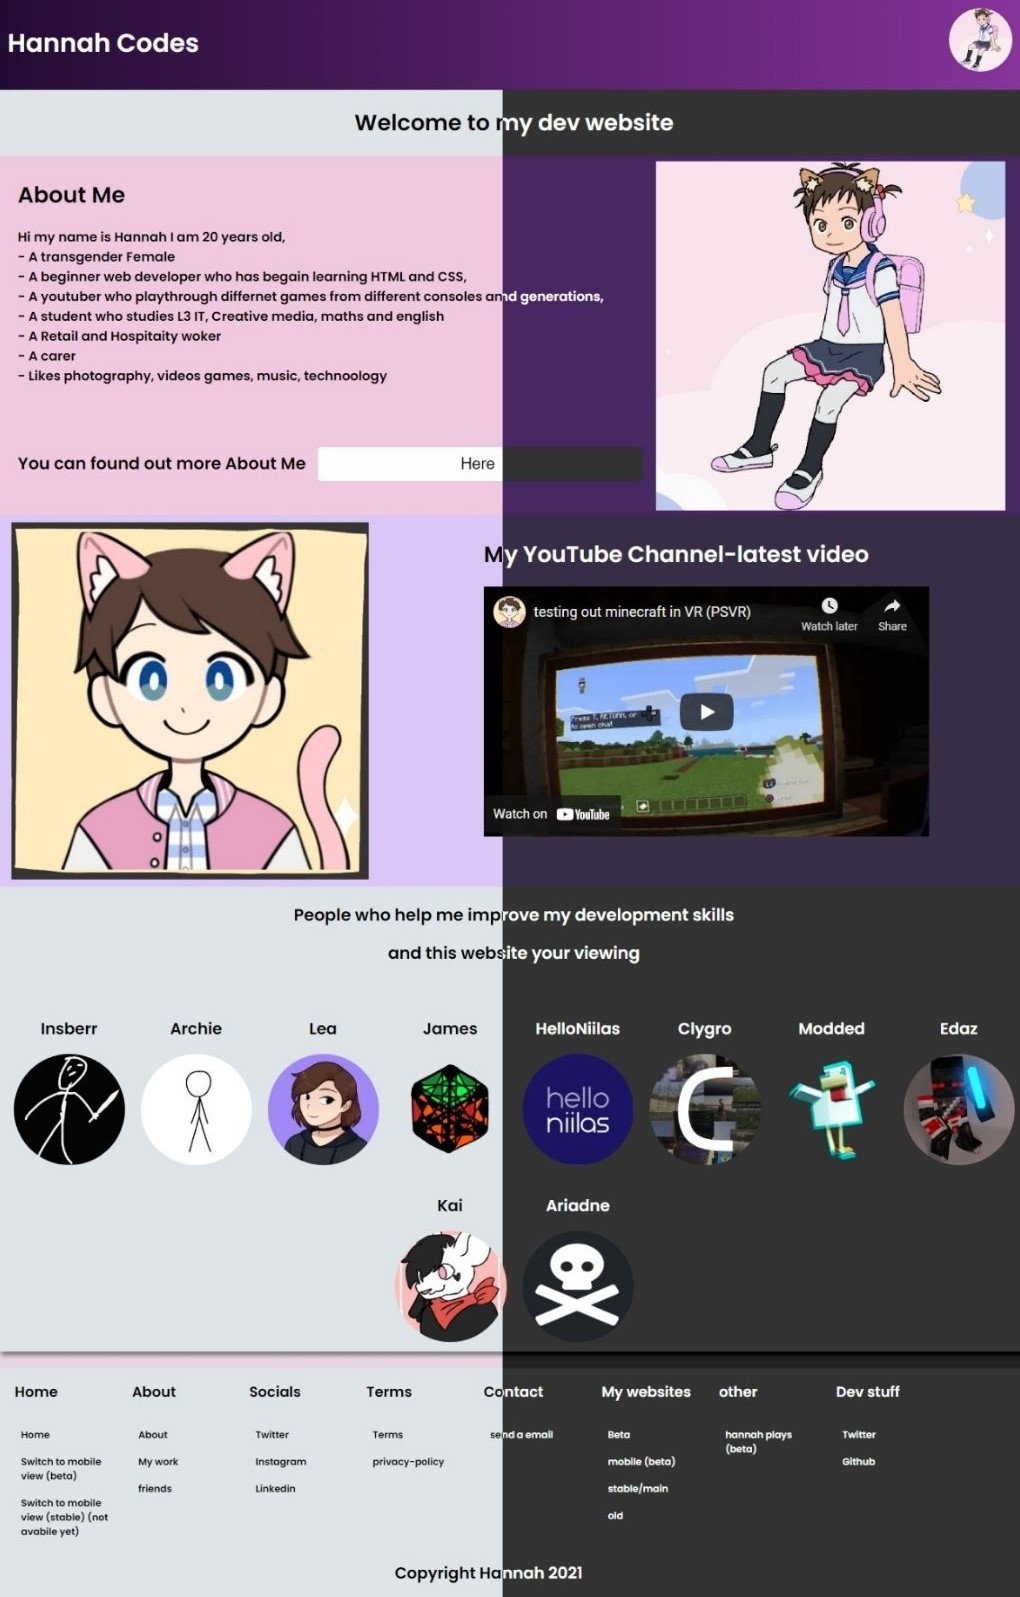 Hannah Codes
Welcome to my dev website
About Me
Hi my name is Hannah I am 20 years old,
- A transgender Female
- A beginner web developer who has begain learning HTML and CSS,
- A youtuber who playthrough differnet games from different consoles and generations,
- A student who studies L3 IT, Creative media, maths and english
- A Retail and Hospitaity woker
- A carer
- Likes photography, videos games, music, technoology
You can found out more About Me
Here
My YouTube Channel-latest video
testing out minecraft in VR (PSVR)
Watch later
Share
Press T, RETURN, or
to open chat
Watch on YouTube
People who help me improve my development skills
and this website your viewing
Insberr
Archie
Lea
James
HelloNiilas
Clygro
Modded
Edaz
hello
niilas
Kai
Ariadne
Home
Home
Switch to mobile
view (beta)
Switch to mobile
view (stable) (not
avabile yet)
About
About
My work
friends
Socials
Twitter
Instagram
Linkedin
Terms
Terms
privacy-policy
Contact
send a email
My websites
Beta
mobile (beta)
stable/main
old
other
hannah plays
(beta)
Dev stuff
Twitter
Github
Copyright Hannah 2021